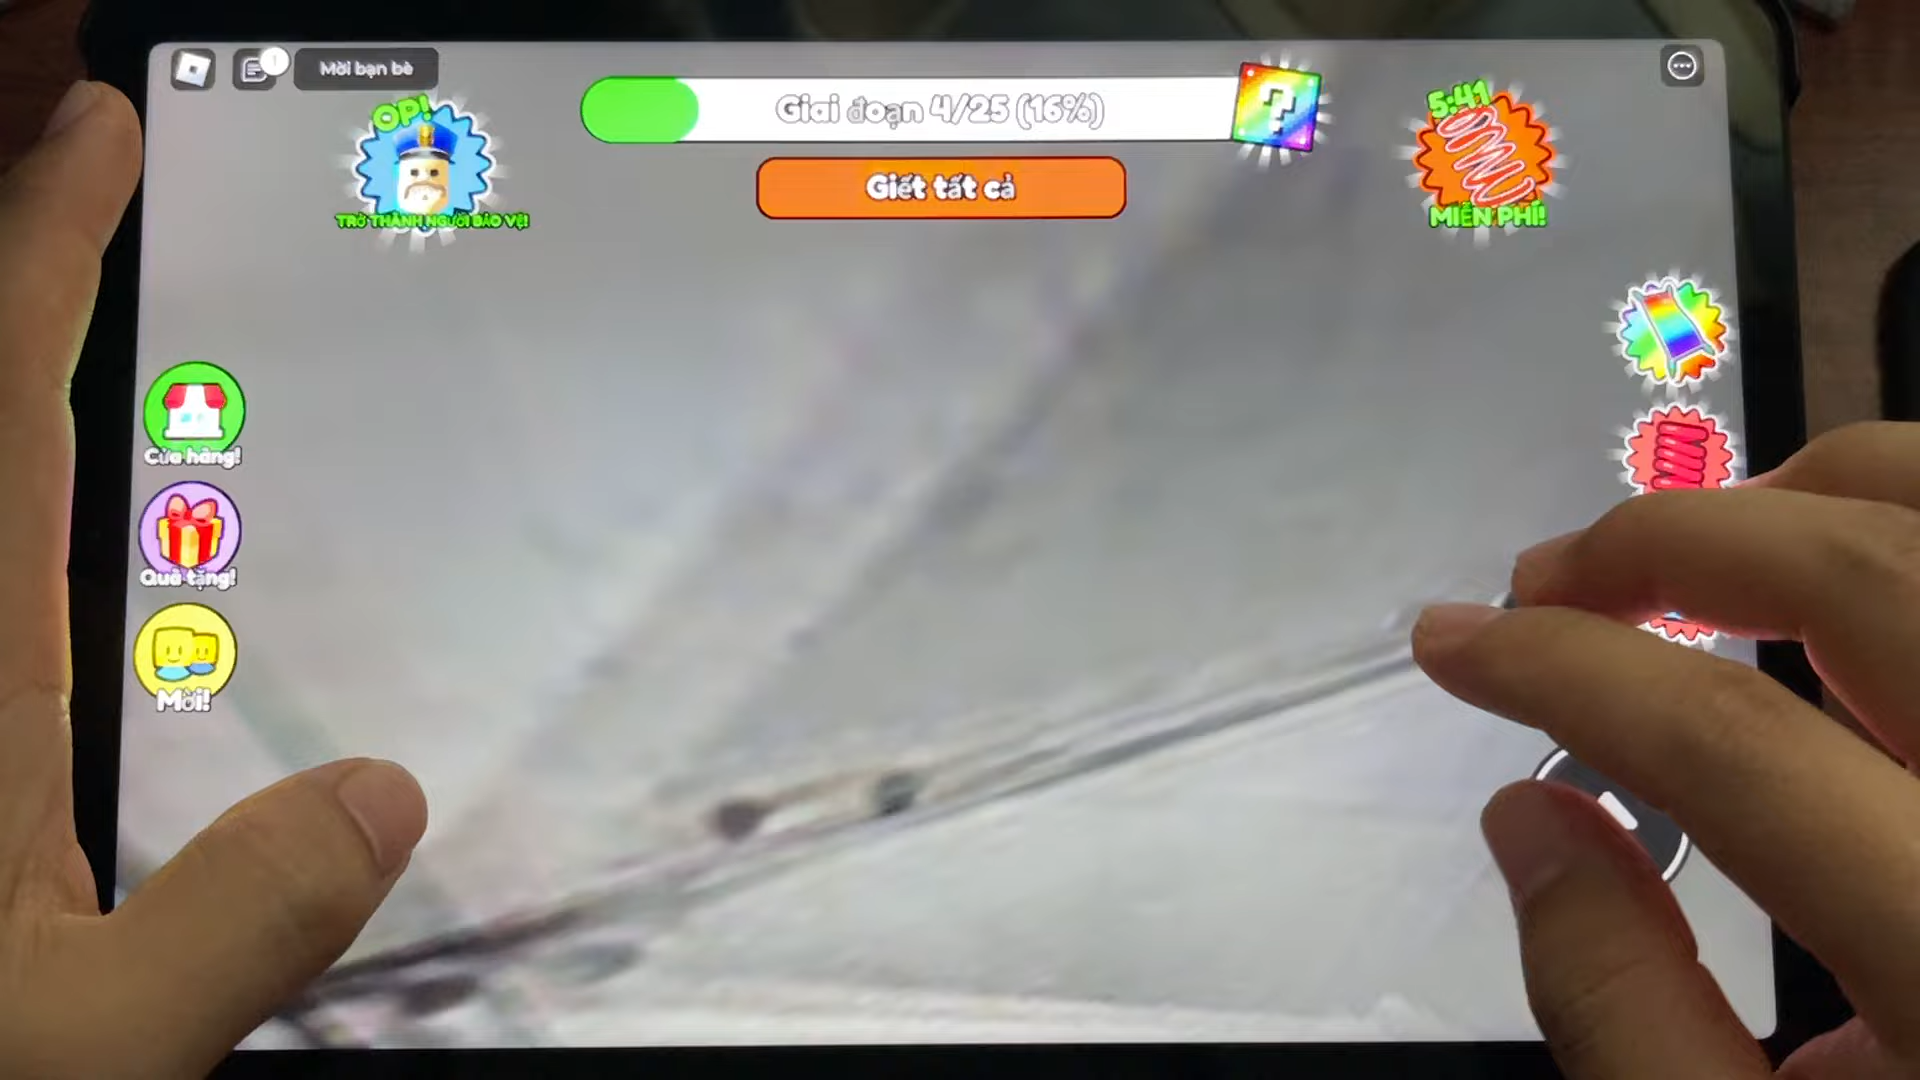 1
Mời bạn bè
Giai đoạn 4/25 (16%)
?
OP!
TRỞ THÀNH NGƯỜI BẢO VỆ!
Giết tất cả
5:41
MIỄN PHÍ!
Cửa hàng!
Quà tặng!
Mời!